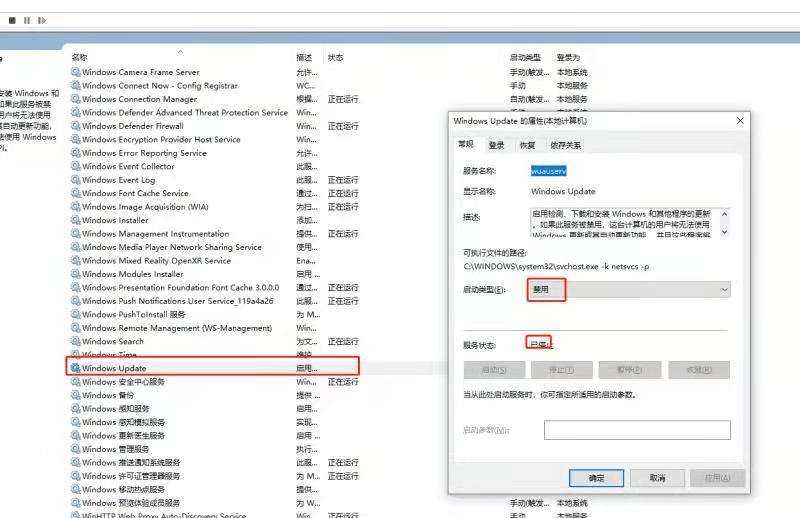 名称 描述 状态 启动类型 登录为
Windows Camera Frame Server 允许... 手动(触发... 本地系统
Windows Connect Now - Config Registrar WC... 手动 本地服务
Windows Connection Manager 根据... 正在运行 自动(触发... 本地服务
Windows Defender Advanced Threat Protection Service Win...
Windows Defender Firewall Win... 正在运行
Windows Encryption Provider Host Service Win...
Windows Error Reporting Service 允许...
Windows Event Collector 此服...
Windows Event Log 此服... 正在运行
Windows Font Cache Service 通过... 正在运行
Windows Image Acquisition (WIA) 为扫... 正在运行
Windows Installer 添加...
Windows Management Instrumentation 提供... 正在运行
Windows Media Player Network Sharing Service 使用...
Windows Mixed Reality OpenXR Service Ena...
Windows Modules Installer 启用 ...
Windows Presentation Foundation Font Cache 3.0.0.0 通过... 正在运行
Windows Push Notifications User Service_119a4a26 此服... 正在运行
Windows PushToInstall 服务 为 M...
Windows Remote Management (WS-Management) Win...
Windows Search 为文... 正在运行
Windows Time 维护...
Windows Update 启用...
Windows 安全中心服务 Win... 正在运行
Windows 备份 提供 ...
Windows 感知服务 启用...
Windows 感知模拟服务 实现...
Windows 更新医生服务 启用 ...
Windows 管理服务 执行...
Windows 推送通知系统服务 此服... 正在运行
Windows 许可证管理器服务 为 M... 正在运行
Windows 移动热点服务 提供...
Windows 预览体验成员服务 为 W... 手动(触发... 本地系统
WinHTTP Web Proxy Auto-Discovery Service Win... 正在运行 手动 本地服务
安装 Windows 和
如果此服务被禁
用户将无法使用
其自动更新功能,
法使用 Windows
PI。
Windows Update 的属性(本地计算机)
常规 登录 恢复 依存关系
服务名称: wuauserv
显示名称: Windows Update
描述: 启用检测、下载和安装 Windows 和其他程序的更新
。如果此服务被禁用,这台计算机的用户将无法使用
Windows 更新或其自动更新功能,并且这些程序将
可执行文件的路径:
C:\WINDOWS\system32\svchost.exe -k netsvcs -p
启动类型(E): 禁用
服务状态: 已停止
启动(S) 停止(T) 暂停(P) 恢复(R)
当从此处启动服务时,你可指定所适用的启动参数。
启动参数(M):
确定 取消 应用(A)